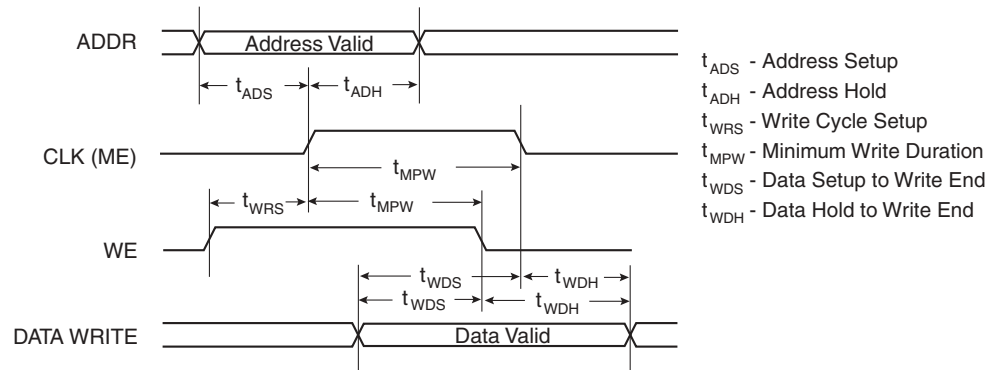 ADDR
Address Valid
tADS
tADH
CLK (ME)
tMPW
tWRS
tMPW
WE
tWDS
tWDH
tWDS
tWDH
DATA WRITE
Data Valid
tADS - Address Setup
tADH - Address Hold
tWRS - Write Cycle Setup
tMPW - Minimum Write Duration
tWDS - Data Setup to Write End
tWDH - Data Hold to Write End